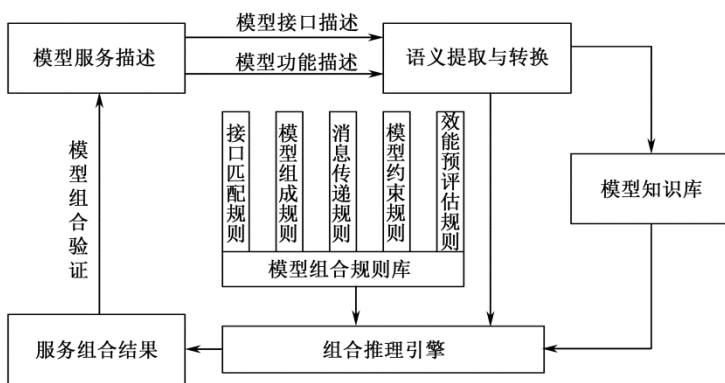 模型接口描述
模型服务描述
模型功能描述
语义提取与转换
接口匹配规则
模型组成规则
消息传递规则
模型约束规则
效能预评估规则
模型组合验证
模型知识库
模型组合规则库
服务组合结果
组合推理引擎